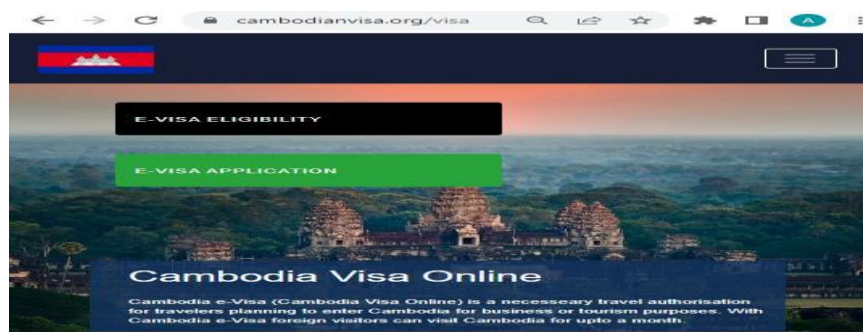 cambodianvisa.org/visa
A
E-VISA ELIGIBILITY
E-VISA APPLICATION
Cambodia Visa Online
Cambodia e-Visa (Cambodia Visa Online) is a necesseary travel authorisation
for travelers planning to enter Cambodia for business or tourism purposes. With
Cambodia e-Visa foreign visitors can visit Cambodia for upto a month.